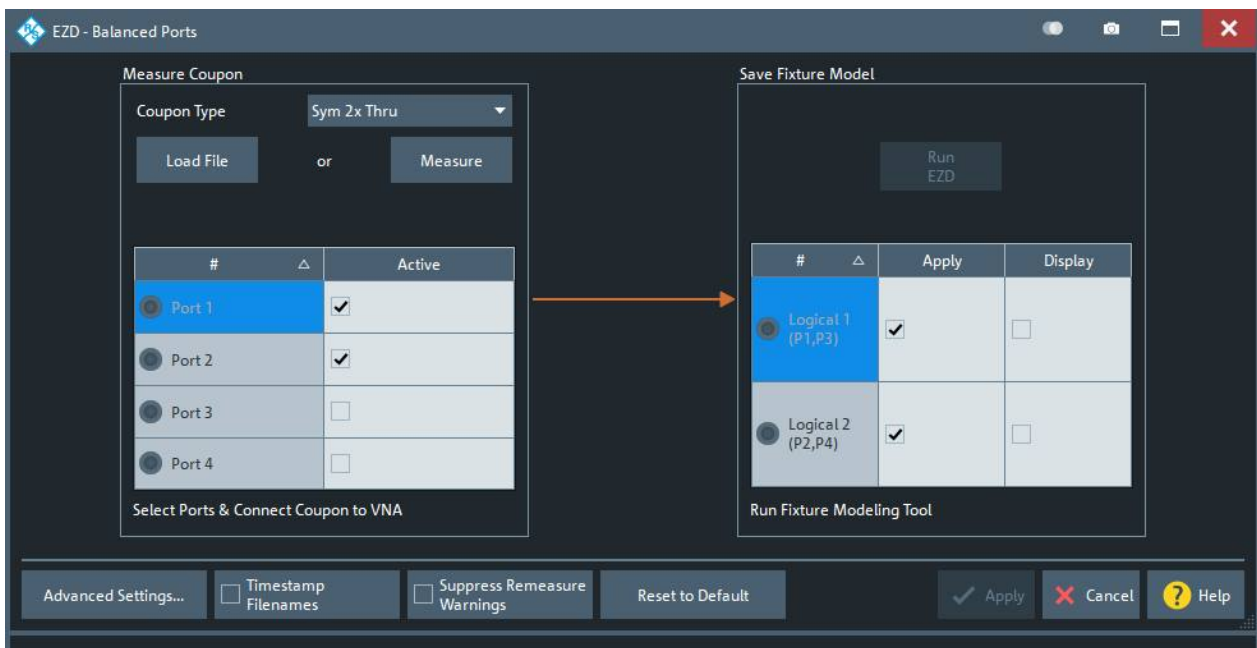 EZD - Balanced Ports
Measure Coupon
Coupon Type
Sym 2x Thru
Load File
or
Measure
# Active
Port 1
Port 2
Port 3
Port 4
Select Ports & Connect Coupon to VNA
Save Fixture Model
Run
EZD
# Apply Display
Logical 1
(P1,P3)
Logical 2
(P2,P4)
Run Fixture Modeling Tool
Advanced Settings...
Timestamp
Filenames
Suppress Remeasure
Warnings
Reset to Default
Apply
Cancel
? Help